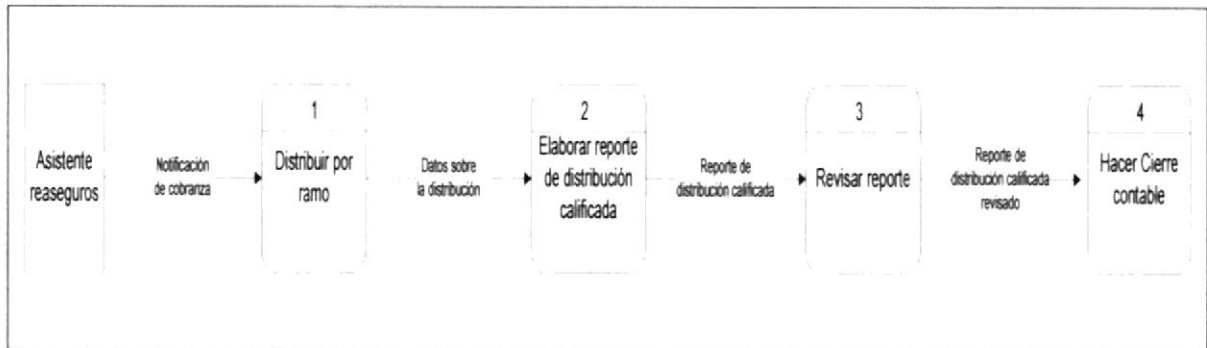 Asistente
reaseguros
Notificación
de cobranza
1
Distribuir por
ramo
Datos sobre
la distribución
2
Elaborar reporte
de distribución
calificada
Reporte de
distribución calificada
3
Revisar reporte
Reporte de
distribución calificada
revisado
4
Hacer Cierre
contable